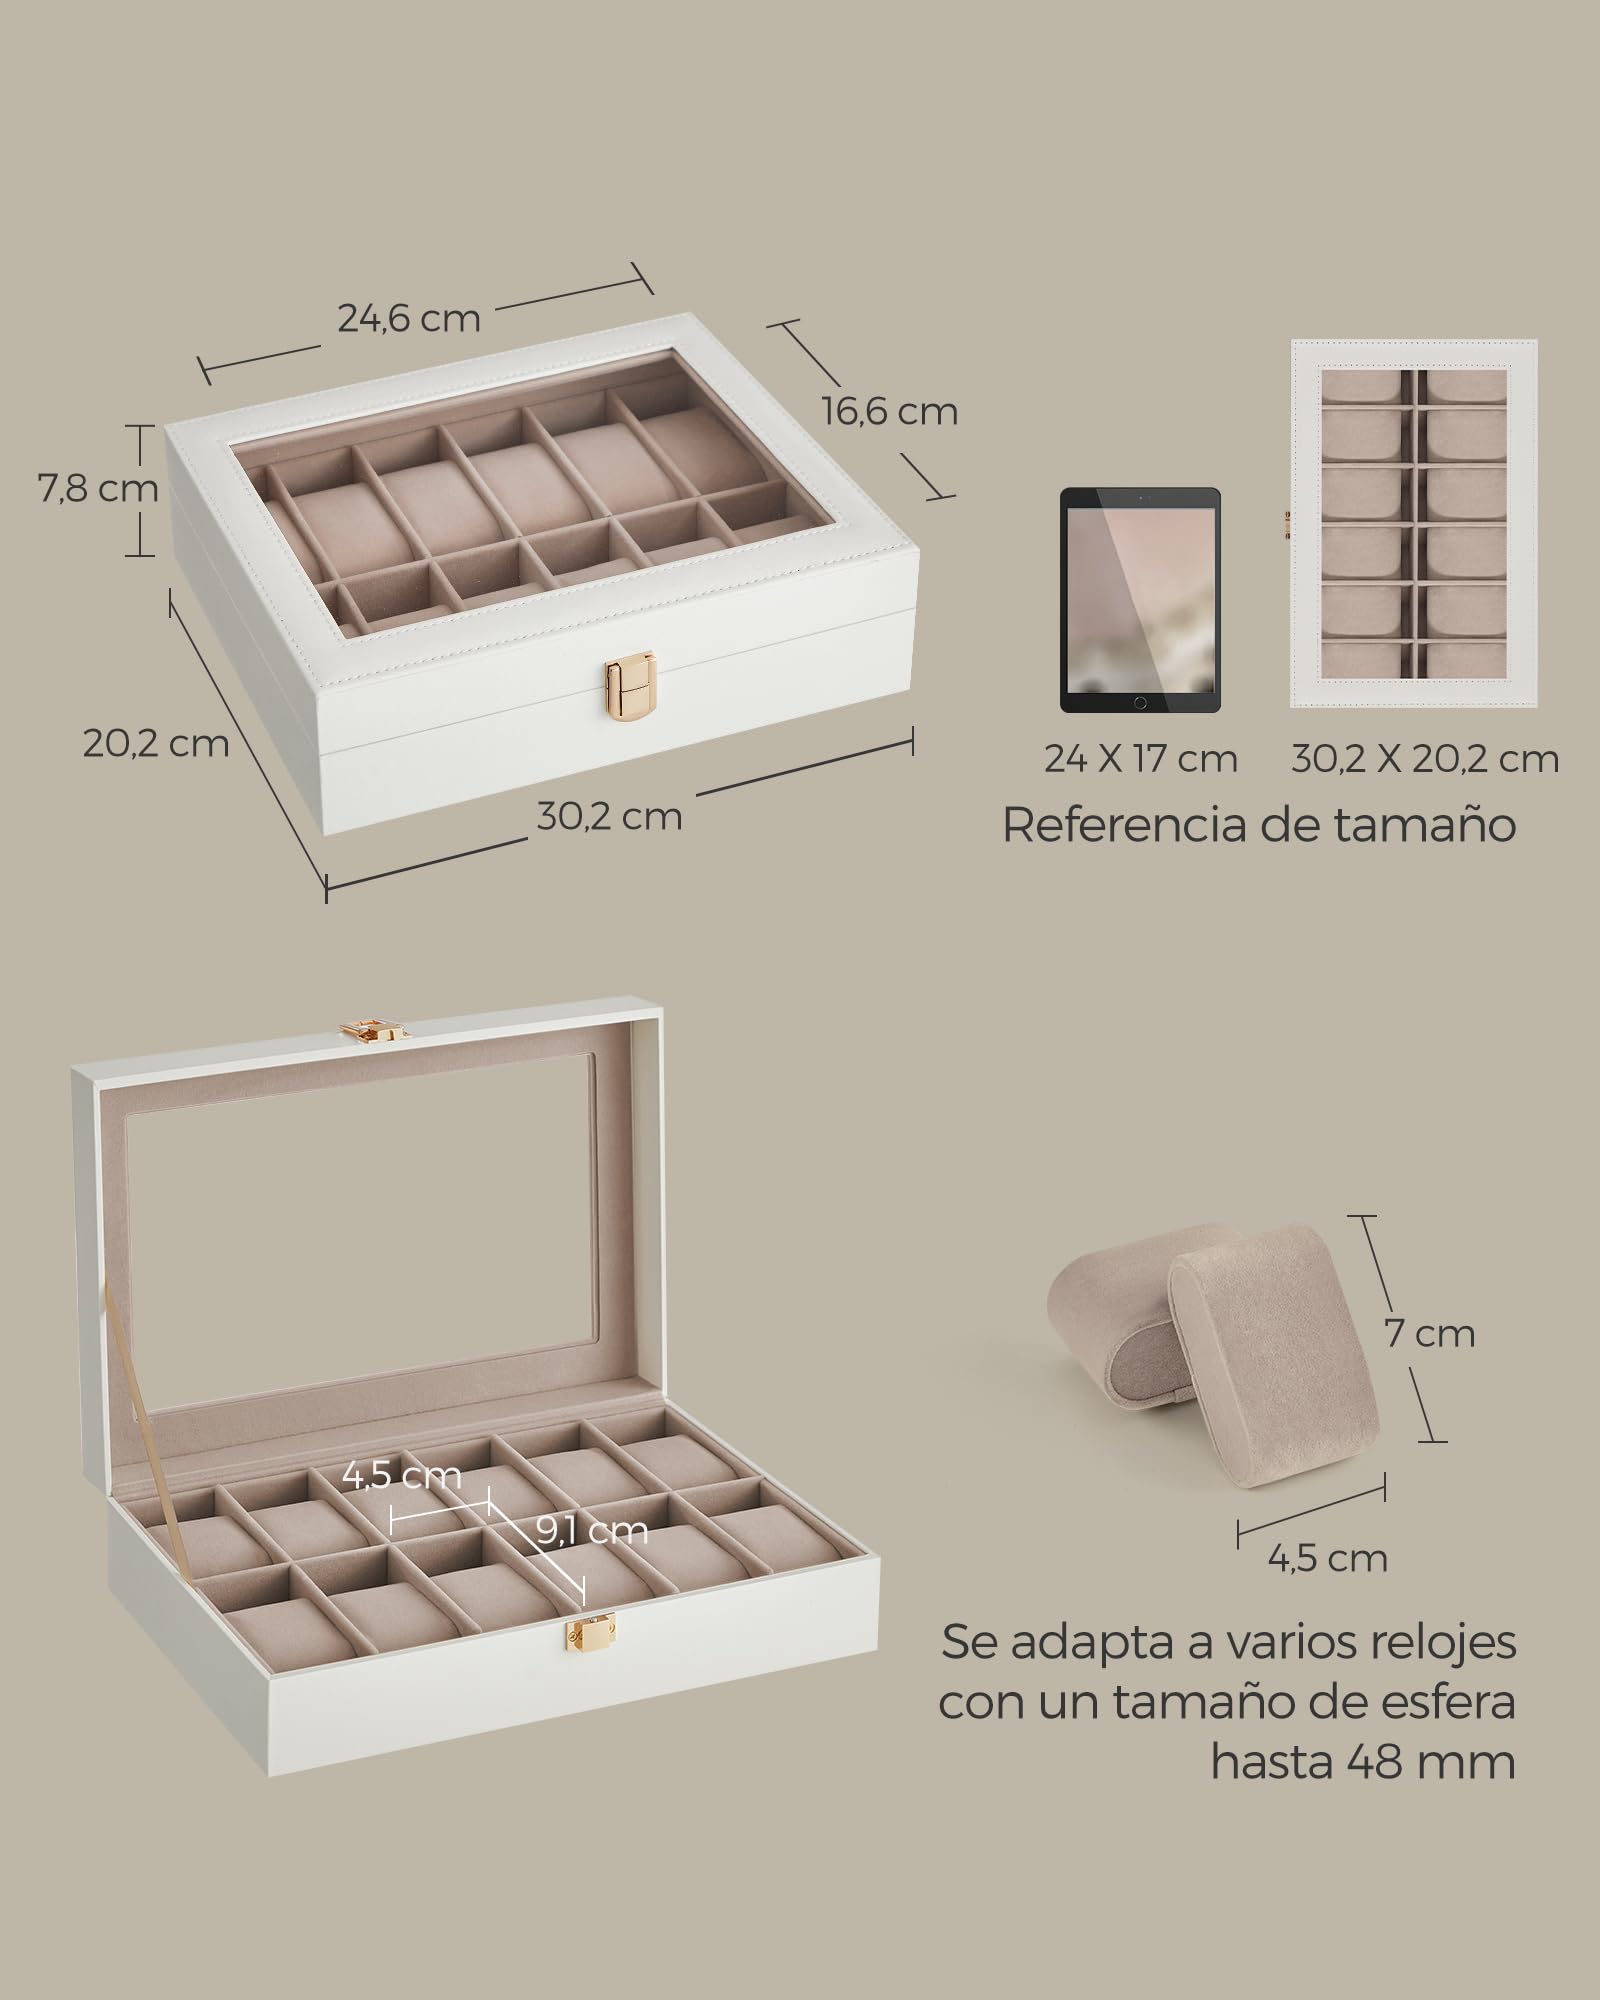 24,6 cm
16,6 cm
7,8 cm
20,2 cm
30,2 cm
24 X 17 cm
30,2 X 20,2 cm
Referencia de tamaño
4,5 cm
9,1 cm
7 cm
4,5 cm
Se adapta a varios relojes
con un tamaño de esfera
hasta 48 mm